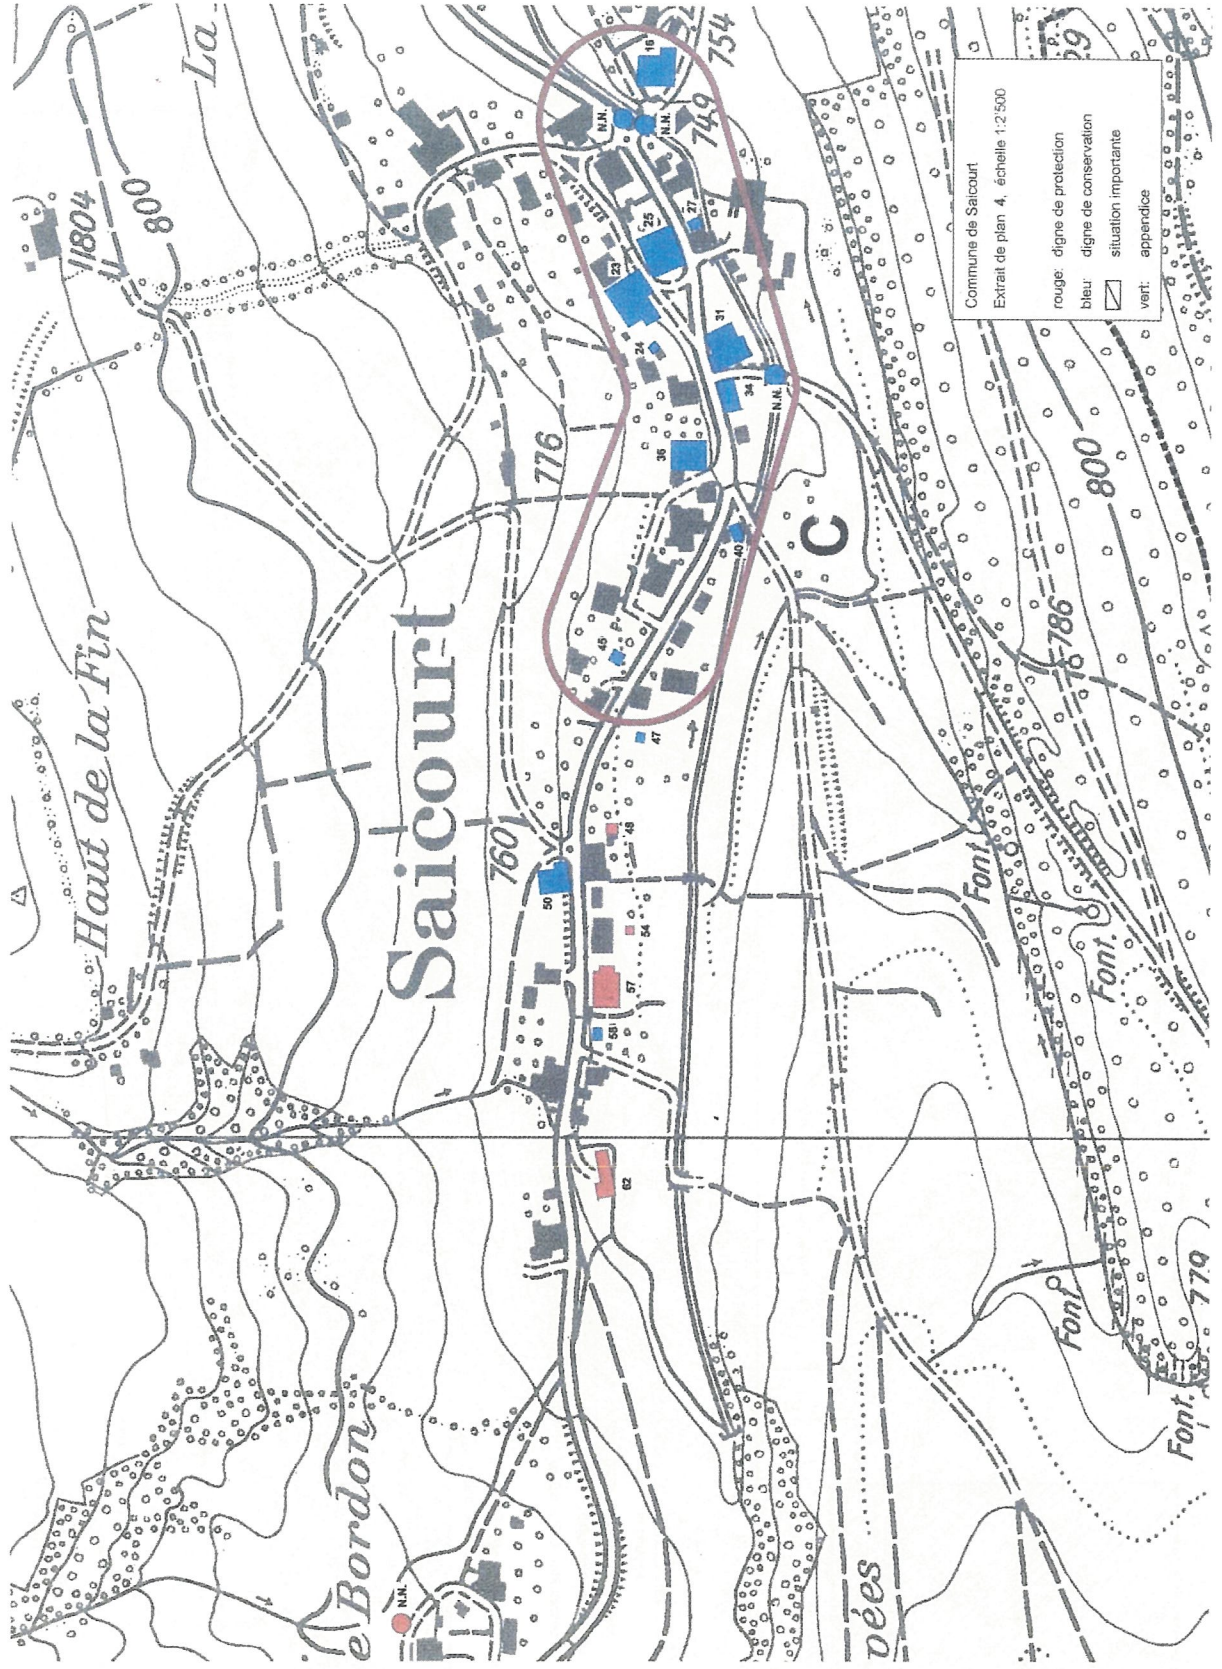 Commune de Saicourt
Extrait de plan 4, échelle 1:2'500
rouge: digne de protection
bleu: digne de conservation
situation importante
vert: appendice
La
754
16
749
N.N.
N.N.
804
800
25
27
23
24
31
34
N.N.
776
36
40
C
Haut de la Fin
Saicourt
45
47
760
48
50
54
57
58
62
800
786
Font.
Font.
Font.
Font.
779
e Bordon
N.N.
pées